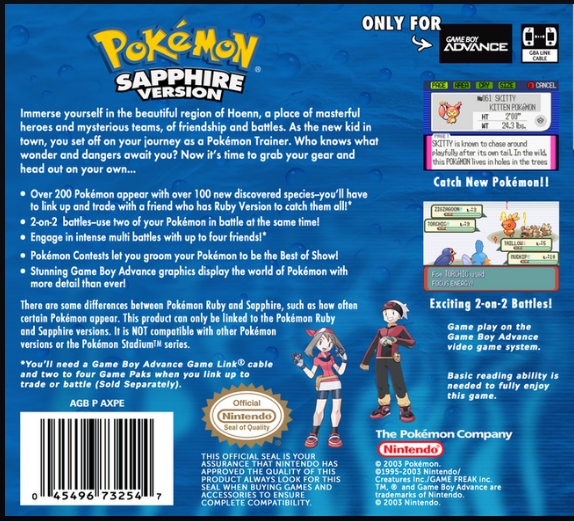 POKéMON
SAPPHIRE
VERSION
ONLY FOR
GAME BOY
ADVANCE
GBA LINK
CABLE
Immerse yourself in the beautiful region of Hoenn, a place of masterful
heroes and mysterious teams, of friendship and battles. As the new kid in
town, you set off on your journey as a Pokémon Trainer. Who knows what
wonder and dangers await you? Now it's time to grab your gear and
head out on your own...
• Over 200 Pokémon appear with over 100 new discovered species–you'll have
to link up and trade with a friend who has Ruby Version to catch them all!*
• 2-on-2 battles–use two of your Pokémon in battle at the same time!
• Engage in intense multi battles with up to four friends!*
• Pokémon Contests let you groom your Pokémon to be the Best of Show!
• Stunning Game Boy Advance graphics display the world of Pokémon with
more detail than ever!
There are some differences between Pokémon Ruby and Sapphire, such as how often
certain Pokémon appear. This product can only be linked to the Pokémon Ruby
and Sapphire versions. It is NOT compatible with other Pokémon
versions or the Pokémon Stadium™ series.
*You'll need a Game Boy Advance Game Link® cable
and two to four Game Paks when you link up to
trade or battle (Sold Separately).
AGB P AXPE
0 45496 73254 7
Official
Nintendo
Seal of Quality
THIS OFFICIAL SEAL IS YOUR
ASSURANCE THAT NINTENDO HAS
APPROVED THE QUALITY OF THIS
PRODUCT ALWAYS LOOK FOR THIS
SEAL WHEN BUYING GAMES AND
ACCESSORIES TO ENSURE
COMPLETE COMPATIBILITY.
PAGE AREA CRY SIZE CANCEL
№061 SKITTY
KITTEN POKéMON
HT 2'00"
WT 24.3 lbs.
PAGE 1
SKITTY is known to chase around
playfully after its own tail. In the wild,
this POKéMON lives in holes in the trees
Catch New Pokémon!!
ZIGZAGOON
TORCHIC
TAILLOW
MUDKIP
Foe TORCHIC used
FOCUS ENERGY!
Exciting 2-on-2 Battles!
Game play on the
Game Boy Advance
video game system.
Basic reading ability is
needed to fully enjoy
this game.
The Pokémon Company
Nintendo®
© 2003 Pokémon.
©1995-2003 Nintendo/
Creatures Inc./GAME FREAK inc.
TM, ® and Game Boy Advance are
trademarks of Nintendo.
© 2003 Nintendo.